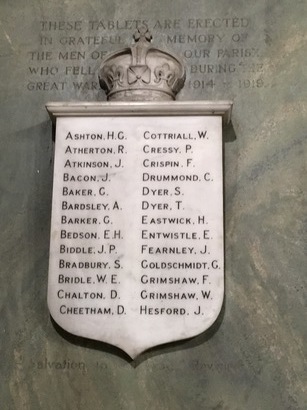 THESE TABLETS ARE ERECTED
IN GRATEFUL MEMORY OF
THE MEN OF OUR PARISH
WHO FELL DURING THE
GREAT WAR 1914 - 1919
ASHTON, H.G.
ATHERTON, R.
ATKINSON, J.
BACON, J.
BAKER, G.
BARDSLEY, A.
BARKER, G.
BEDSON, E.H.
BIDDLE, J.P.
BRADBURY, S.
BRIDLE, W.E.
CHALTON, D.
CHEETHAM, D.
COTTRIALL, W.
CRESSY, P.
CRISPIN, F.
DRUMMOND, C.
DYER, S.
DYER, T.
EASTWICK, H.
ENTWISTLE, E.
FEARNLEY, J.
GOLDSCHMIDT, G.
GRIMSHAW, F.
GRIMSHAW, W.
HESFORD, J.
Salvation to